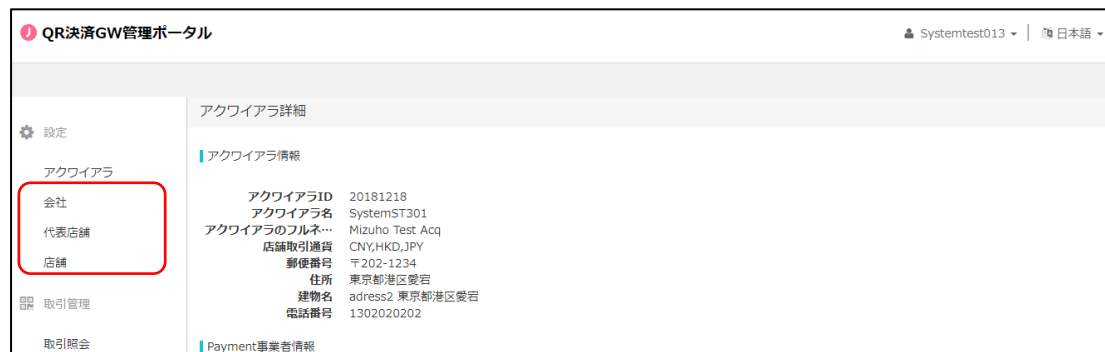 QR決済GW管理ポータル
Systemtest013
日本語
設定
アクワイアラ
会社
代表店舗
店舗
取引管理
取引照会
アクワイアラ詳細
アクワイアラ情報
アクワイアラID 20181218
アクワイアラ名 SystemST301
アクワイアラのフルネ… Mizuho Test Acq
店舗取引通貨 CNY,HKD,JPY
郵便番号 〒202-1234
住所 東京都港区愛宕
建物名 adress2 東京都港区愛宕
電話番号 1302020202
Payment事業者情報